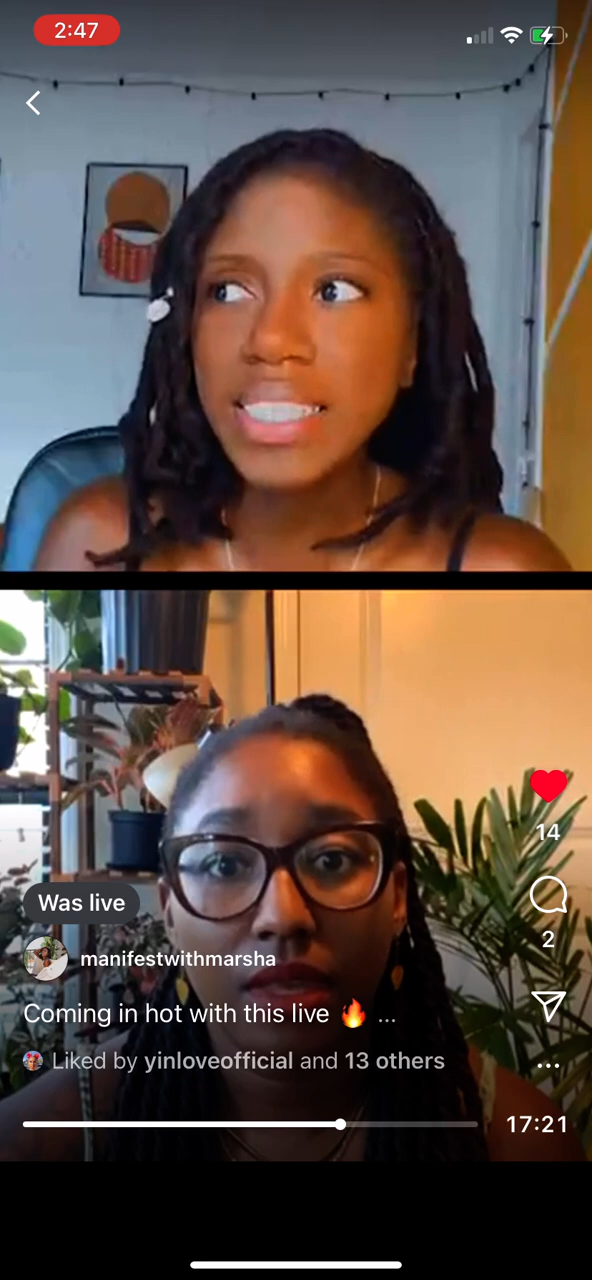 2:47
Was live
manifestwithmarsha
Coming in hot with this live 🔥 ...
Liked by yinloveofficial and 13 others
14
2
17:21